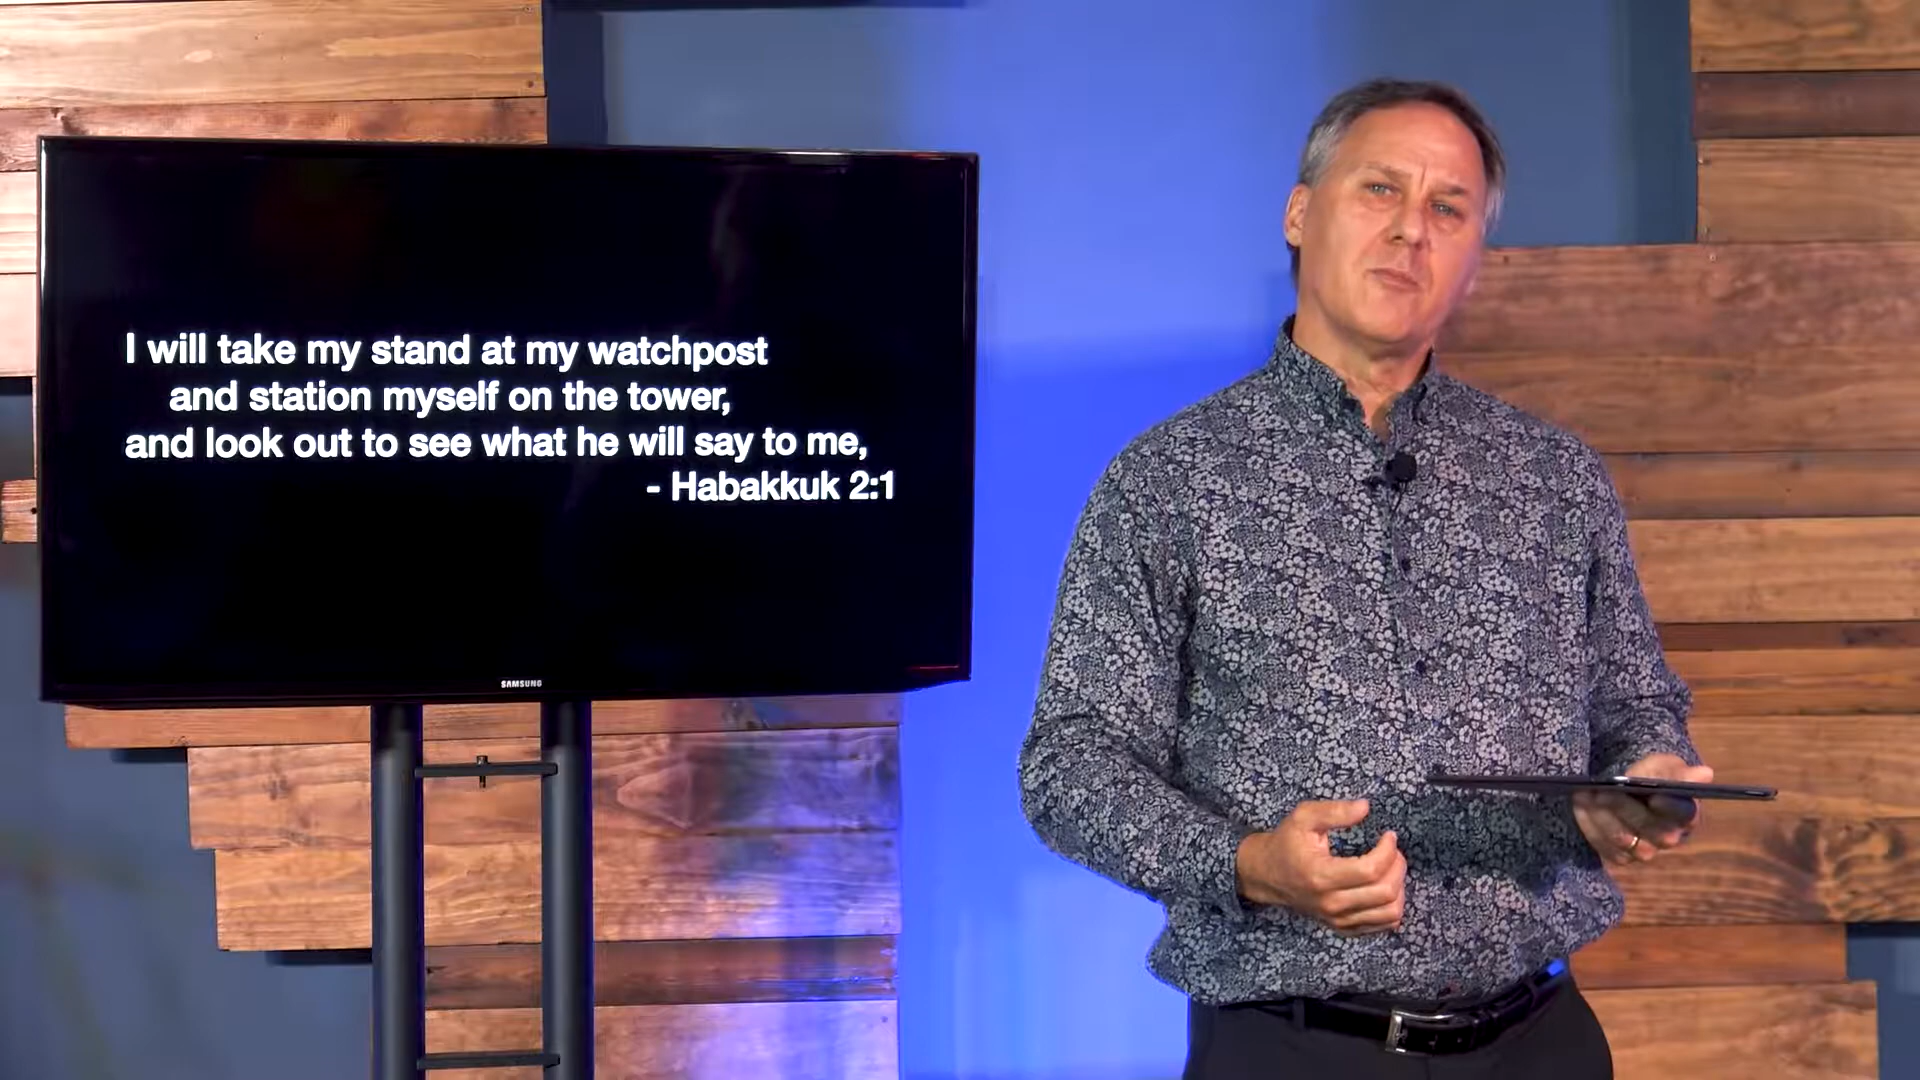 I will take my stand at my watchpost
and station myself on the tower,
and look out to see what he will say to me,
- Habakkuk 2:1
SAMSUNG